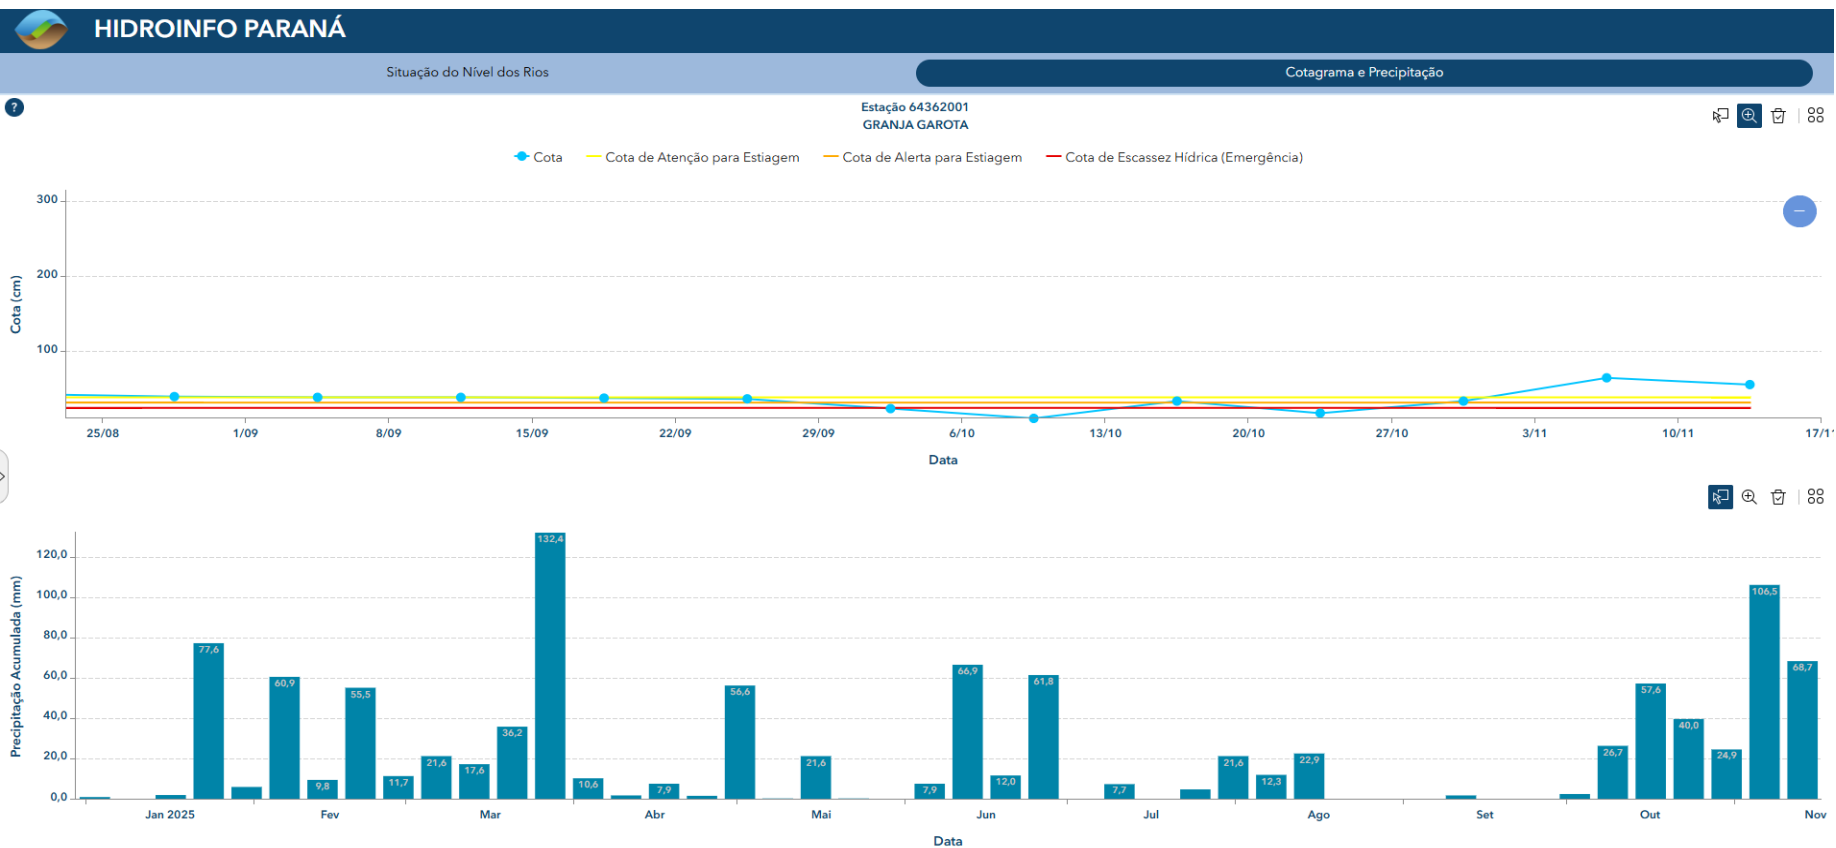 HIDROINFO PARANÁ
Situação do Nível dos Rios
Cotagrama e Precipitação
?
Estação 64362001
GRANJA GAROTA
Cota
Cota de Atenção para Estiagem
Cota de Alerta para Estiagem
Cota de Escassez Hídrica (Emergência)
Cota (cm)
300
200
100
25/08
1/09
8/09
15/09
22/09
29/09
6/10
13/10
20/10
27/10
3/11
10/11
17/11
Data
Precipitação Acumulada (mm)
120,0
100,0
80,0
60,0
40,0
20,0
0,0
77,6
60,9
9,8
55,5
11,7
21,6
17,6
36,2
132,4
10,6
7,9
56,6
21,6
7,9
66,9
12,0
61,8
7,7
21,6
12,3
22,9
26,7
57,6
40,0
24,9
106,5
68,7
Jan 2025
Fev
Mar
Abr
Mai
Jun
Jul
Ago
Set
Out
Nov
Data